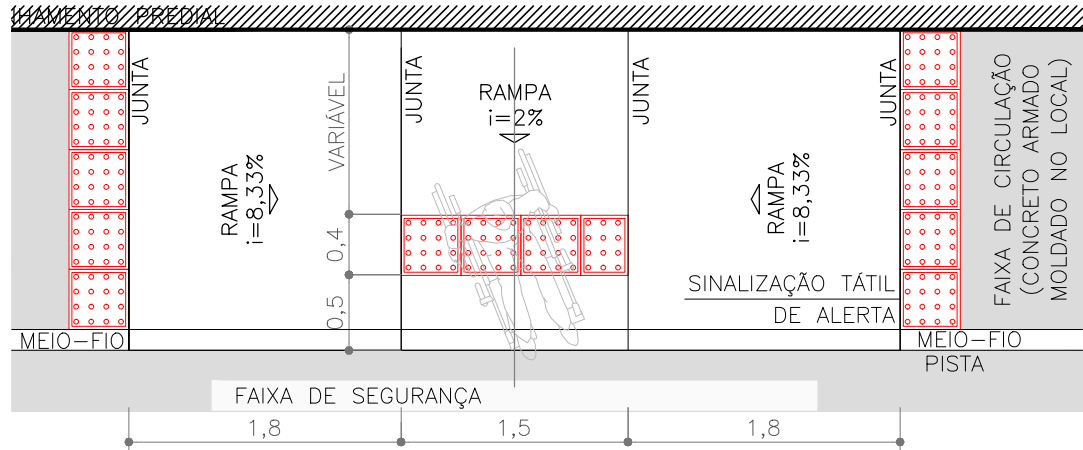 LHAMENTO PREDIAL
JUNTA
VARIÁVEL
JUNTA
RAMPA
i=2%
JUNTA
JUNTA
RAMPA
i=8,33%
RAMPA
i=8,33%
FAIXA DE CIRCULAÇÃO
(CONCRETO ARMADO
MOLDADO NO LOCAL)
0,4
0,5
SINALIZAÇÃO TÁTIL
DE ALERTA
MEIO-FIO
MEIO-FIO
PISTA
FAIXA DE SEGURANÇA
1,8
1,5
1,8